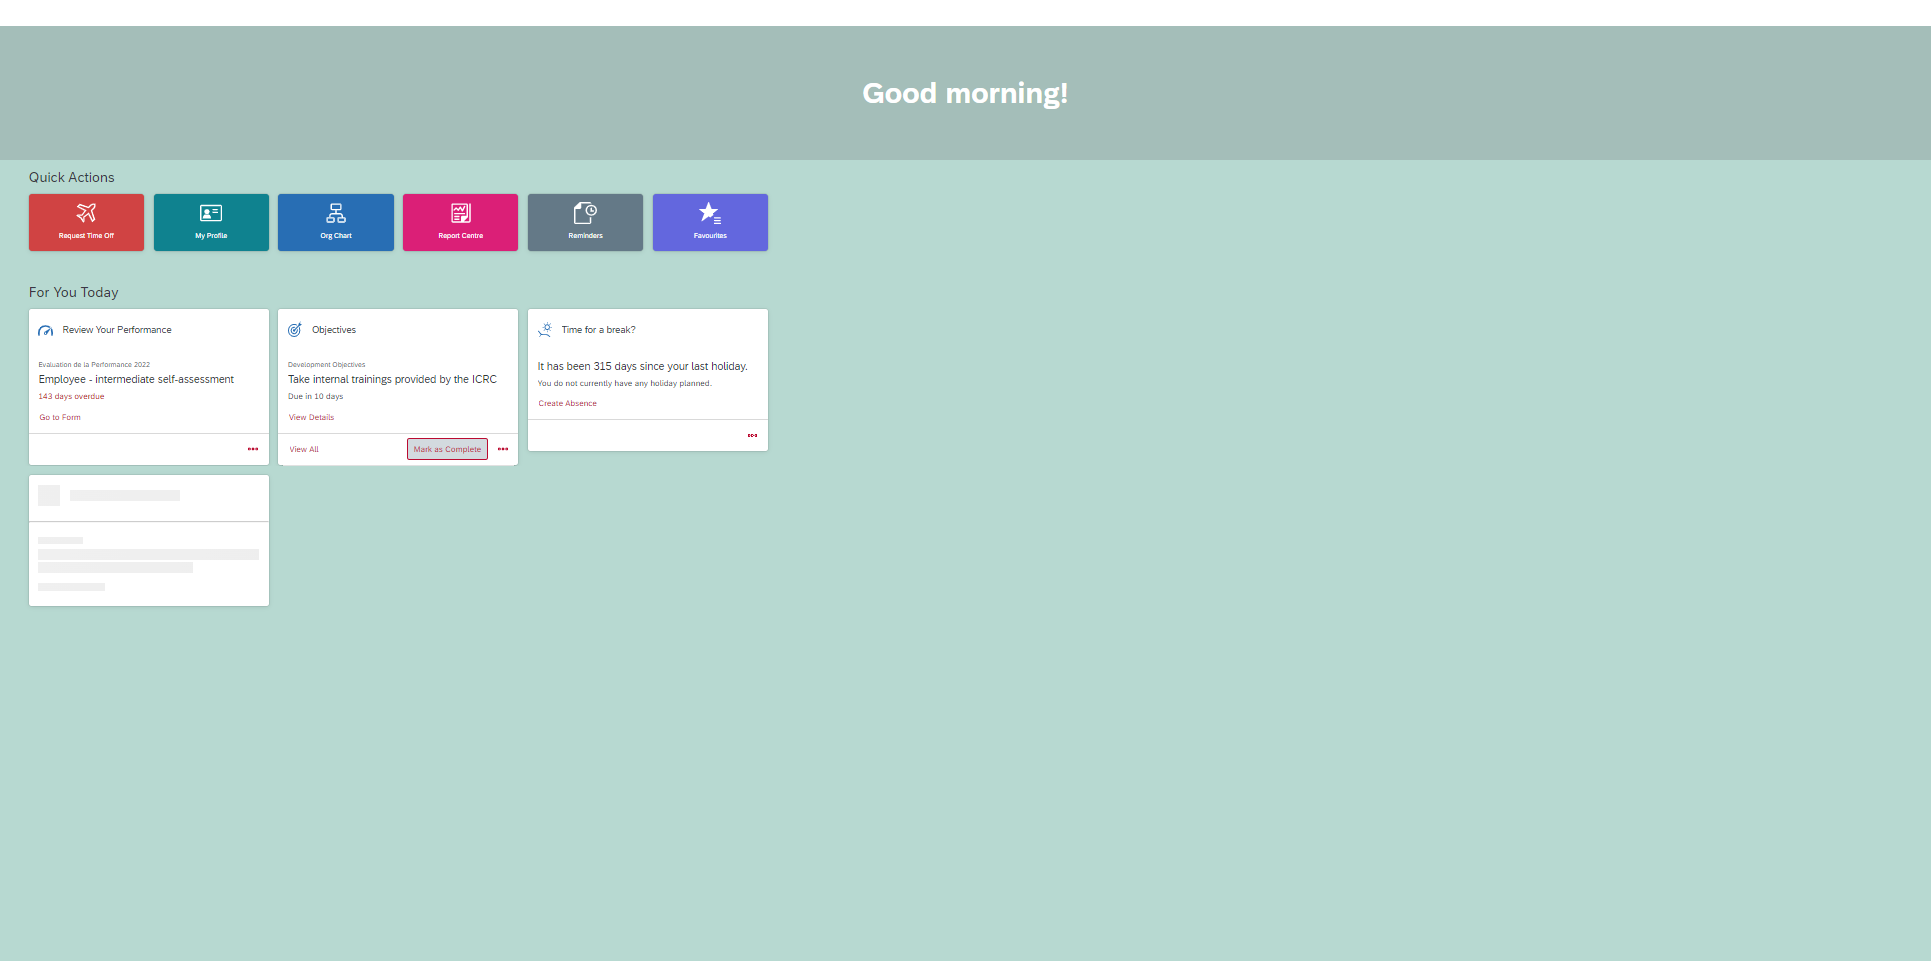 Good morning!
Quick Actions
Request Time Off
My Profile
Org Chart
Report Centre
Reminders
Favourites
For You Today
Review Your Performance
Evaluation de la Performance 2022
Employee - intermediate self-assessment
143 days overdue
Go to Form
Objectives
Development Objectives
Take internal trainings provided by the ICRC
Due in 10 days
View Details
View All
Mark as Complete
Time for a break?
It has been 315 days since your last holiday.
You do not currently have any holiday planned.
Create Absence